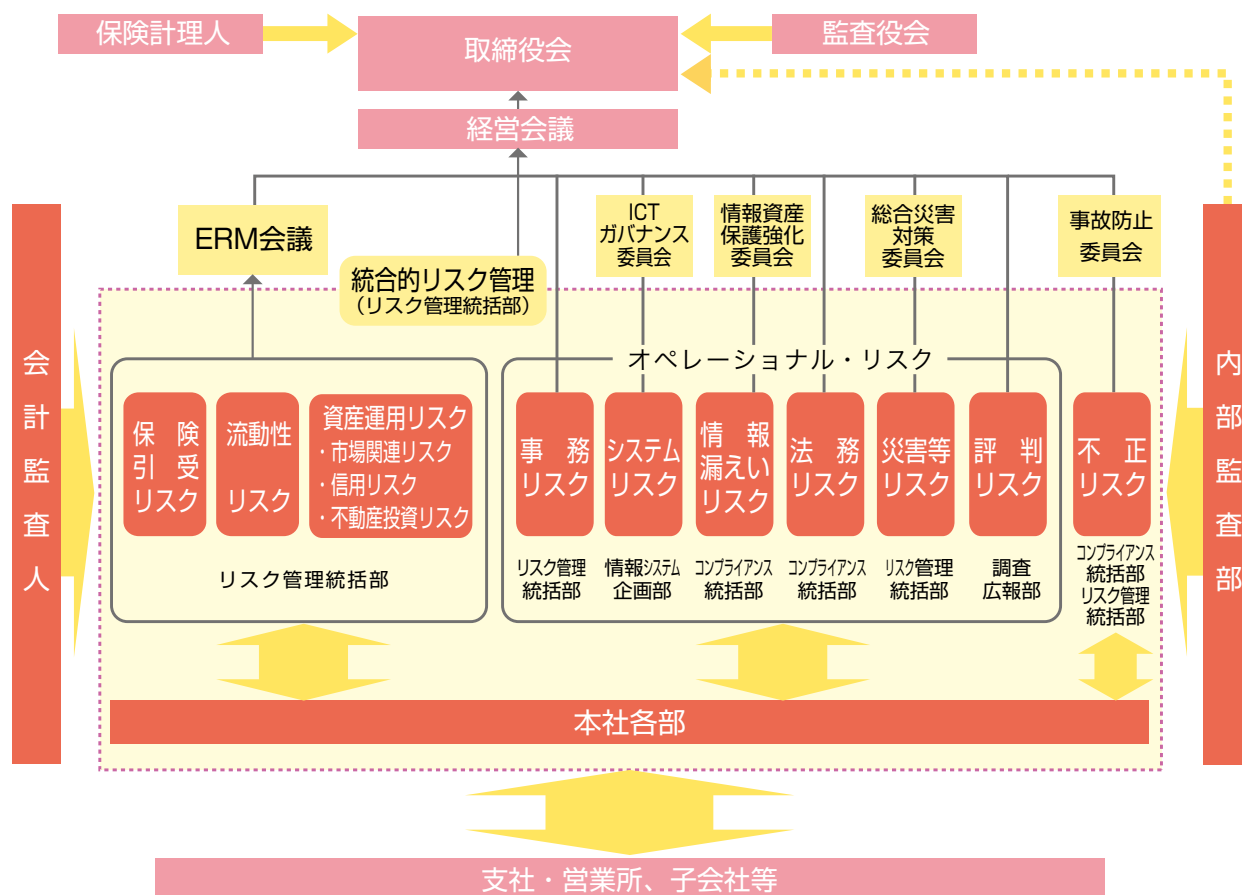 保険計理人
取締役会
監査役会
経営会議
ERM会議
統合的リスク管理
（リスク管理統括部）
ICT
ガバナンス
委員会
情報資産
保護強化
委員会
総合災害
対策
委員会
事故防止
委員会
会計監査人
内部監査部
オペレーショナル・リスク
保険
引受
リスク
流動性
リスク
資産運用リスク
・市場関連リスク
・信用リスク
・不動産投資リスク
リスク管理統括部
事務
リスク
システム
リスク
情報
漏えい
リスク
法務
リスク
災害等
リスク
評判
リスク
不正
リスク
リスク管理
統括部
情報システム
企画部
コンプライアンス
統括部
コンプライアンス
統括部
リスク管理
統括部
調査
広報部
コンプライアンス
統括部
リスク管理
統括部
本社各部
支社・営業所、子会社等